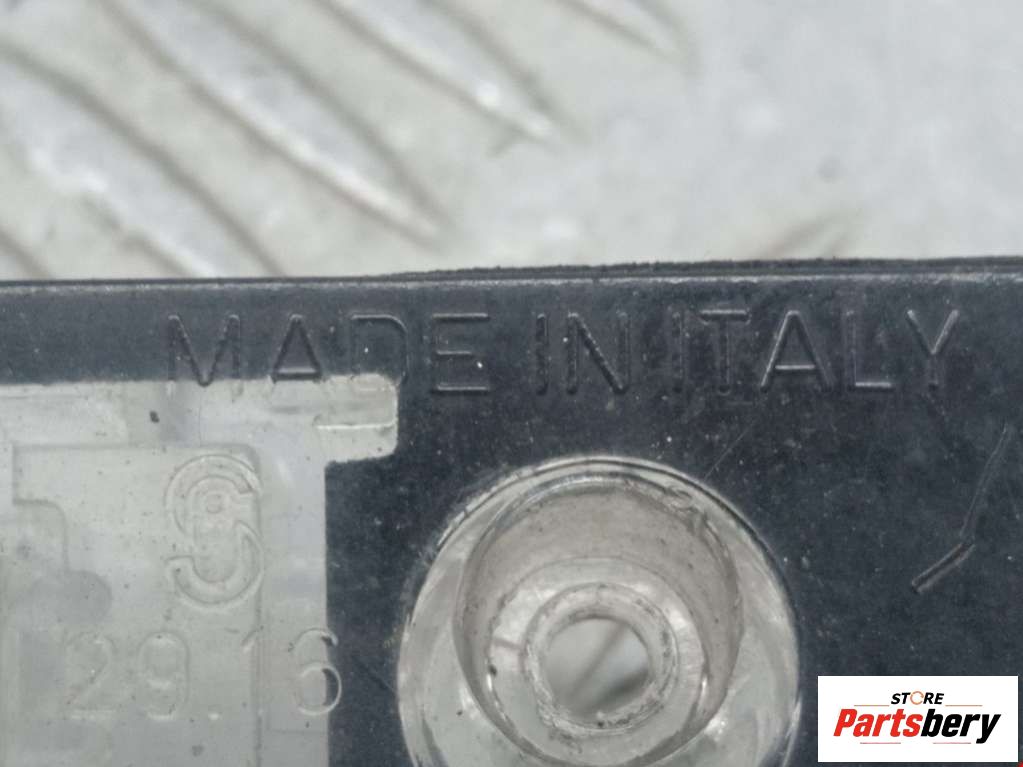 MADE IN ITALY
S
29.16
STORE
Partsbery